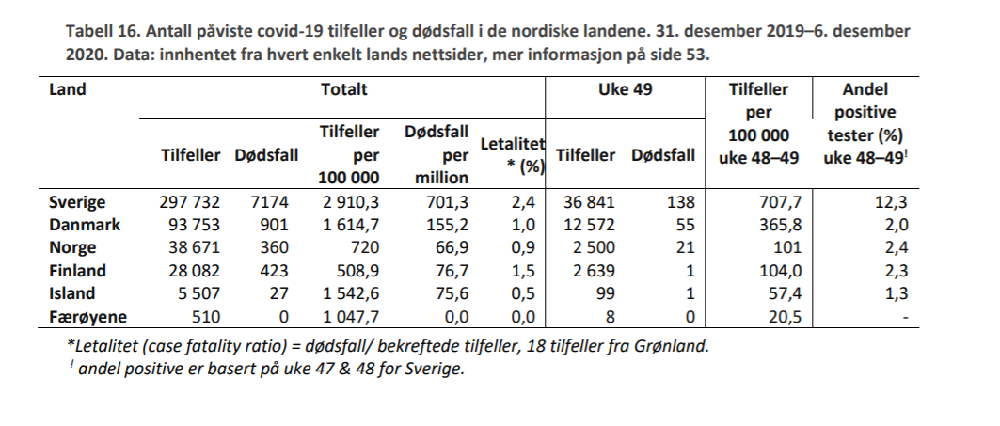 Tabell 16. Antall påviste covid-19 tilfeller og dødsfall i de nordiske landene. 31. desember 2019–6. desember
2020. Data: innhentet fra hvert enkelt lands nettsider, mer informasjon på side 53.
Land Totalt Uke 49 Tilfeller per 100 000 uke 48–49 Andel positive tester (%) uke 48–49!
Tilfeller Dødsfall Tilfeller per 100 000 Dødsfall per million Letalitet * (%) Tilfeller Dødsfall
Sverige 297 732 7174 2 910,3 701,3 2,4 36 841 138 707,7 12,3
Danmark 93 753 901 1 614,7 155,2 1,0 12 572 55 365,8 2,0
Norge 38 671 360 720 66,9 0,9 2 500 21 101 2,4
Finland 28 082 423 508,9 76,7 1,5 2 639 1 104,0 2,3
Island 5 507 27 1 542,6 75,6 0,5 99 1 57,4 1,3
Færøyene 510 0 1 047,7 0,0 0,0 8 0 20,5 -
*Letalitet (case fatality ratio) = dødsfall/ bekreftede tilfeller, 18 tilfeller fra Grønland.
! andel positive er basert på uke 47 & 48 for Sverige.